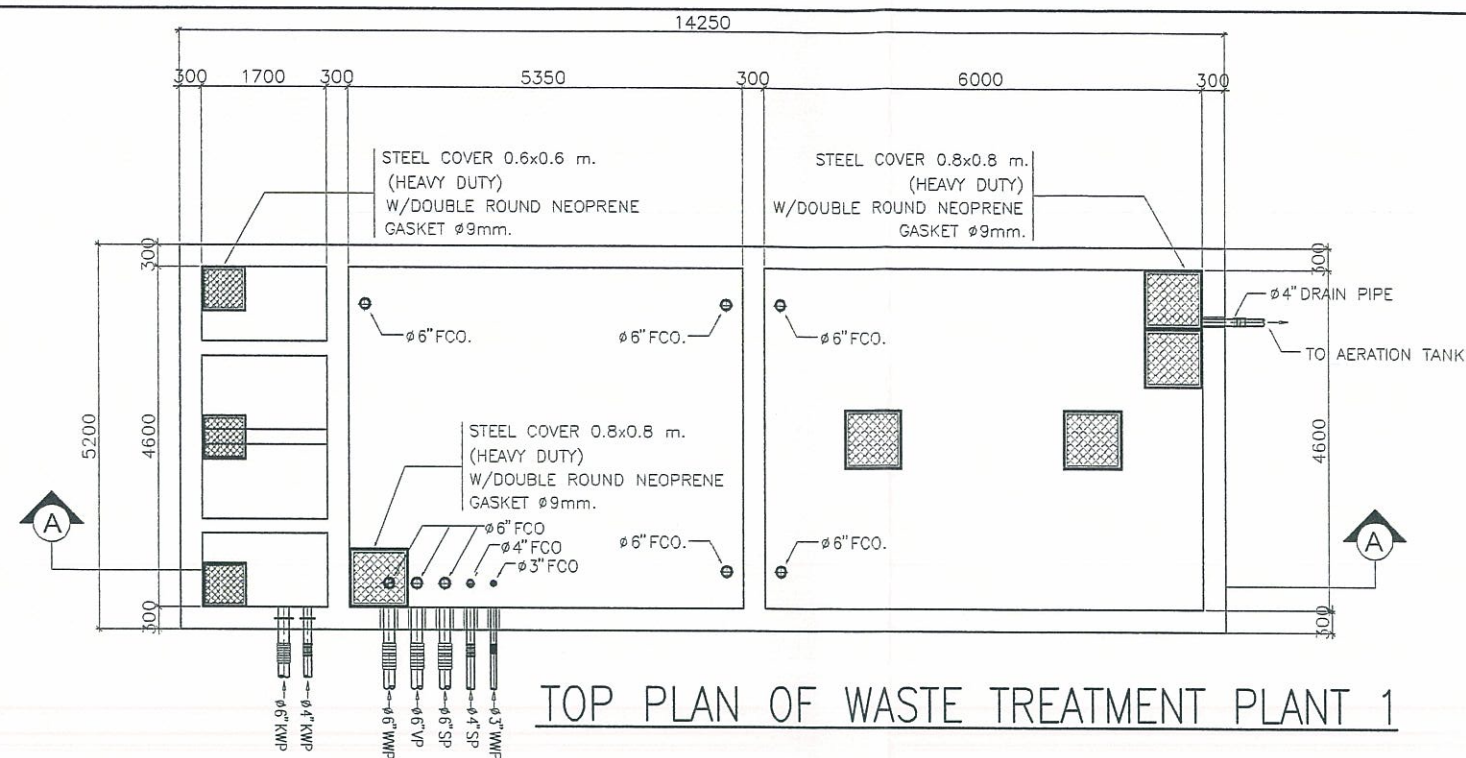 14250
300 1700 300 5350 300 6000 300
STEEL COVER 0.6x0.6 m.
(HEAVY DUTY)
W/DOUBLE ROUND NEOPRENE
GASKET ø9mm.
STEEL COVER 0.8x0.8 m.
(HEAVY DUTY)
W/DOUBLE ROUND NEOPRENE
GASKET ø9mm.
300
300
ø4" DRAIN PIPE
TO AERATION TANK
ø6" FCO.
ø6" FCO.
ø6" FCO.
5200
4600
4600
STEEL COVER 0.8x0.8 m.
(HEAVY DUTY)
W/DOUBLE ROUND NEOPRENE
GASKET ø9mm.
A
A
ø6" FCO
ø4" FCO
ø3" FCO
ø6" FCO.
ø6" FCO.
300
300
ø6"KWP
ø4"KWP
ø6"WWP
ø6"VP
ø6"SP
ø4"SP
ø3"WWP
TOP PLAN OF WASTE TREATMENT PLANT 1